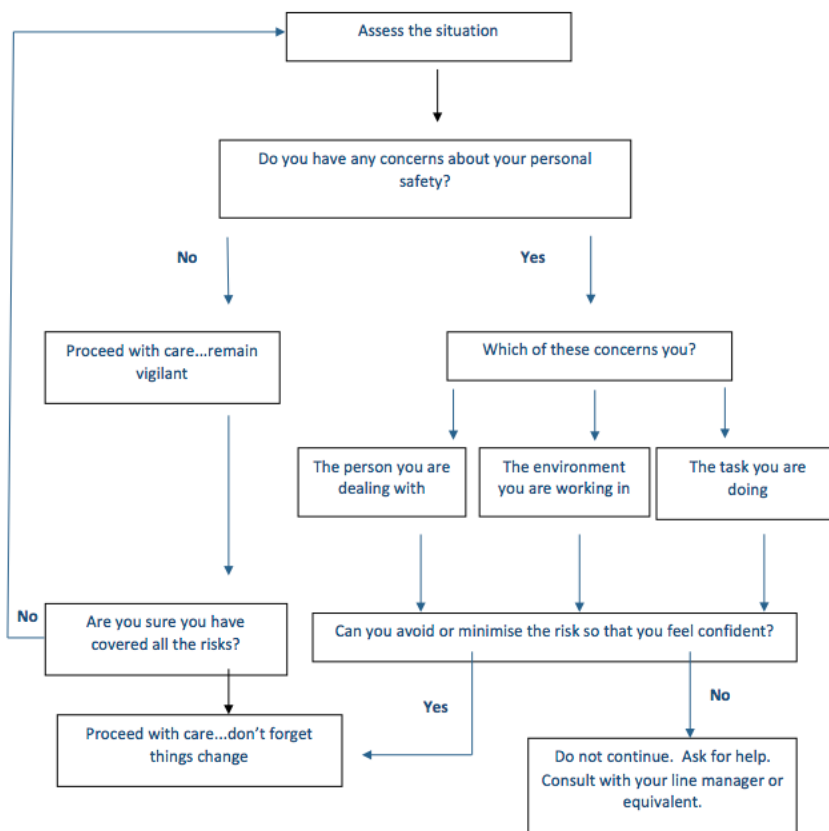 Assess the situation
Do you have any concerns about your personal
safety?
No
Yes
Proceed with care...remain
vigilant
Which of these concerns you?
The person you are
dealing with
The environment
you are working in
The task you are
doing
No
Are you sure you have
covered all the risks?
Can you avoid or minimise the risk so that you feel confident?
Yes
No
Proceed with care...don’t forget
things change
Do not continue.  Ask for help.
Consult with your line manager or
equivalent.